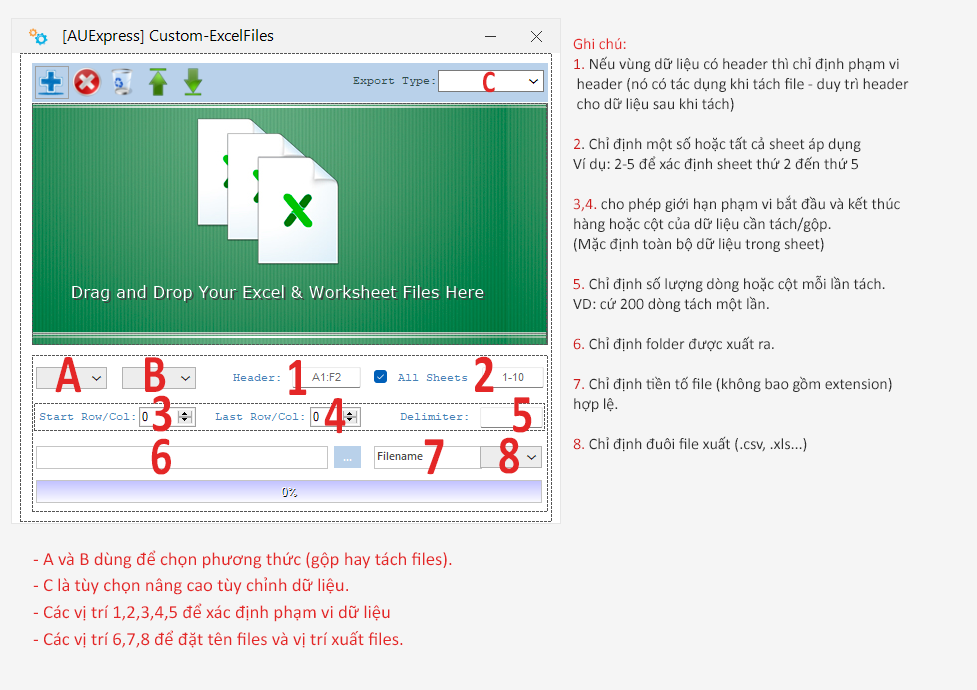 [AUExpress] Custom-ExcelFiles
Export Type:
C
Drag and Drop Your Excel & Worksheet Files Here
A
B
Header:
1
A1:F2
All Sheets
2
1-10
Start Row/Col:
0
3
Last Row/Col:
0
4
Delimiter:
5
6
...
Filename
7
8
0%
Ghi chú:
1. Nếu vùng dữ liệu có header thì chỉ định phạm vi
header (nó có tác dụng khi tách file - duy trì header
cho dữ liệu sau khi tách)
2. Chỉ định một số hoặc tất cả sheet áp dụng
Ví dụ: 2-5 để xác định sheet thứ 2 đến thứ 5
3,4. cho phép giới hạn phạm vi bắt đầu và kết thúc
hàng hoặc cột của dữ liệu cần tách/gộp.
(Mặc định toàn bộ dữ liệu trong sheet)
5. Chỉ định số lượng dòng hoặc cột mỗi lần tách.
VD: cứ 200 dòng tách một lần.
6. Chỉ định folder được xuất ra.
7. Chỉ định tiền tố file (không bao gồm extension)
hợp lệ.
8. Chỉ định đuôi file xuất (.csv, .xls...)
- A và B dùng để chọn phương thức (gộp hay tách files).
- C là tùy chọn nâng cao tùy chỉnh dữ liệu.
- Các vị trí 1,2,3,4,5 để xác định phạm vi dữ liệu
- Các vị trí 6,7,8 để đặt tên files và vị trí xuất files.